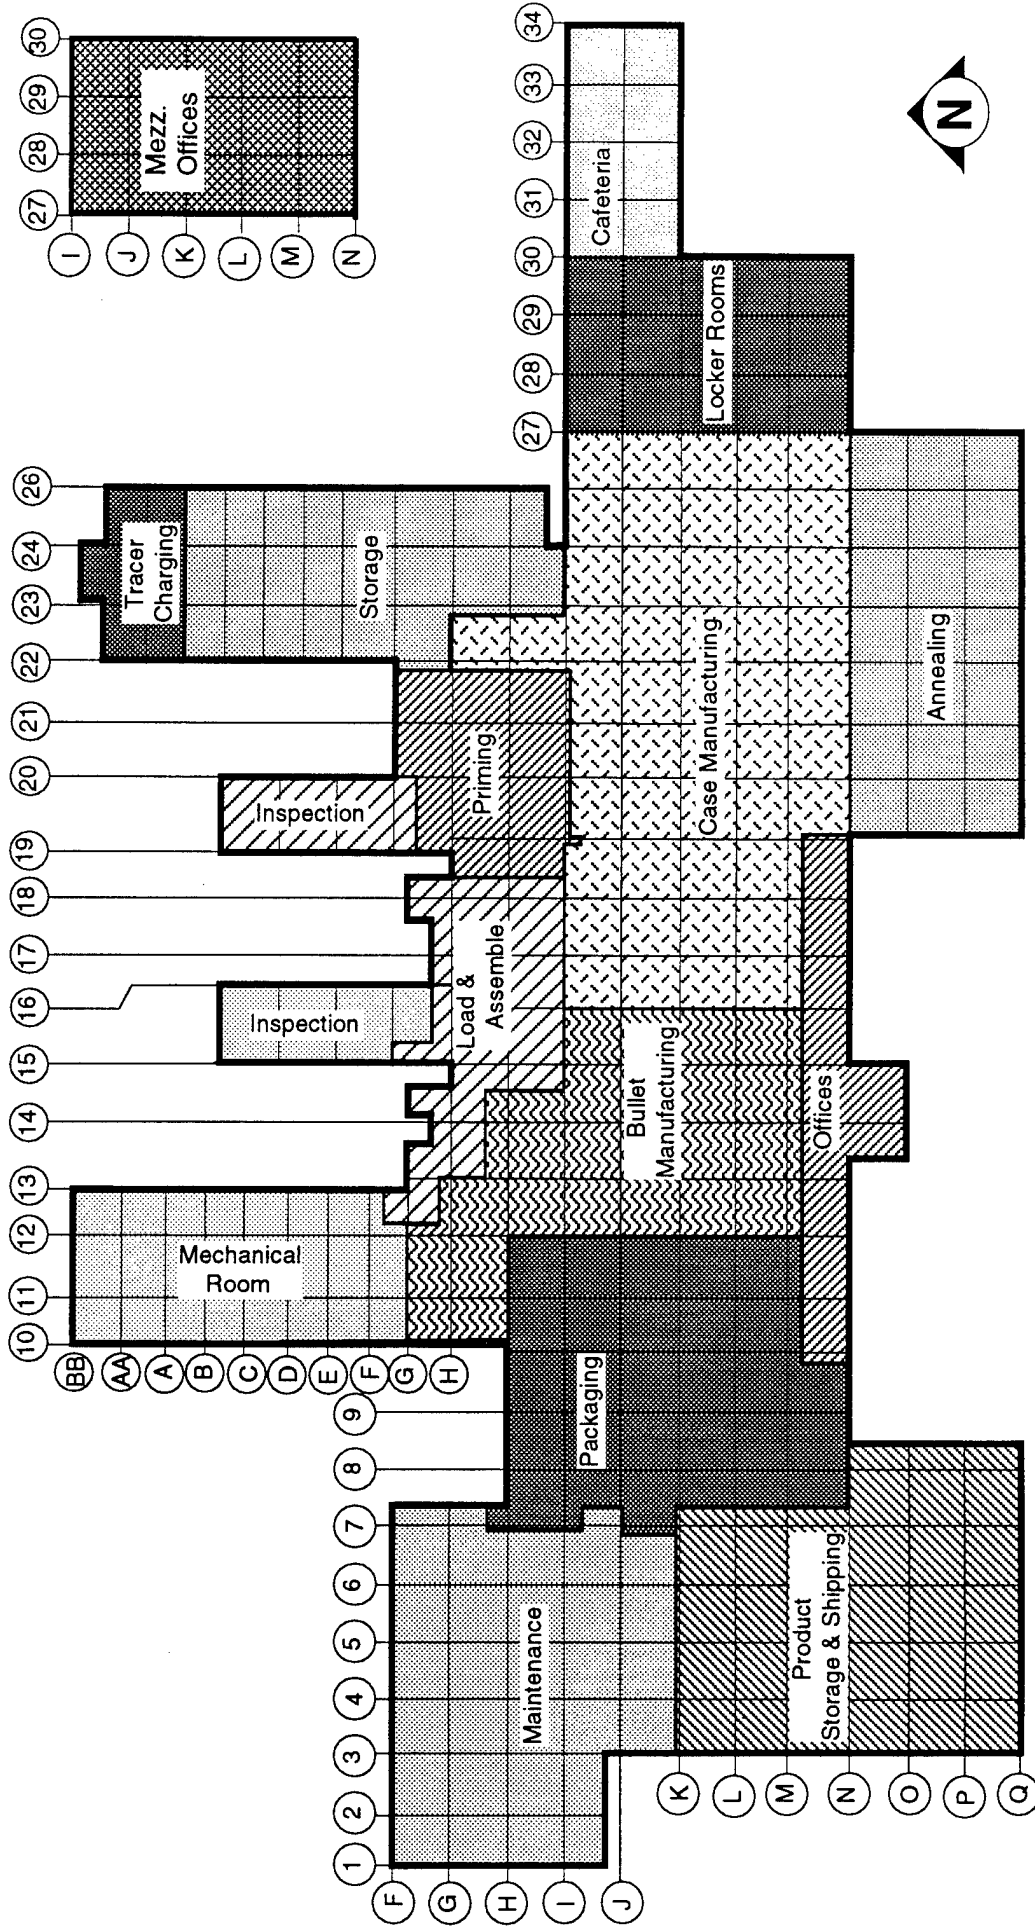 30
29
28
27
Mezz.
Offices
I
J
K
L
M
N
34
33
32
31
30
29
28
27
Cafeteria
Locker Rooms
N
26
24
23
22
21
20
19
18
17
16
15
14
13
12
11
10
Tracer
Charging
Storage
Inspection
Priming
Inspection
Load &
Assemble
Case Manufacturing
Annealing
Bullet
Manufacturing
Offices
Mechanical
Room
BB
AA
A
B
C
D
E
F
G
H
9
8
7
6
5
4
3
2
1
Packaging
Maintenance
Product
Storage & Shipping
F
G
H
I
J
K
L
M
N
O
P
Q